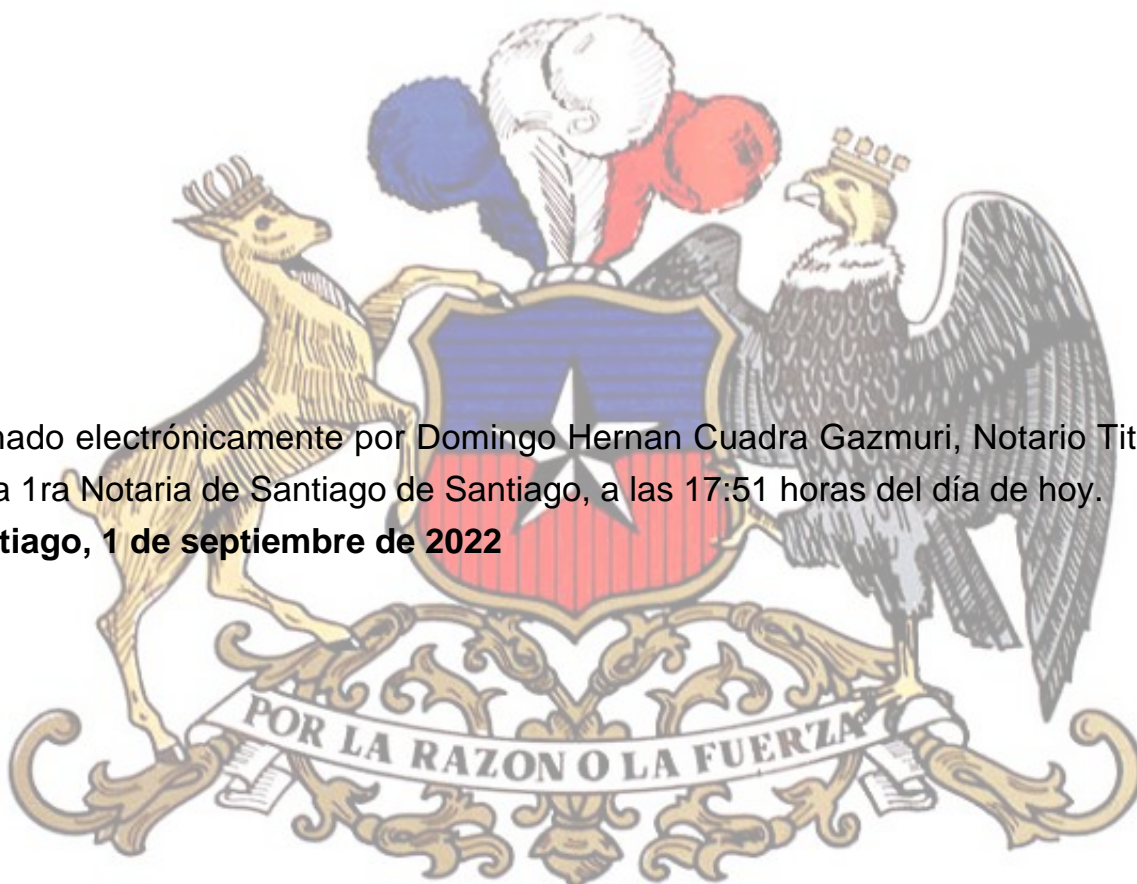 nado electrónicamente por Domingo Hernan Cuadra Gazmuri, Notario Tit
a 1ra Notaria de Santiago de Santiago, a las 17:51 horas del día de hoy.
tiago, 1 de septiembre de 2022
POR LA RAZON O LA FUERZA